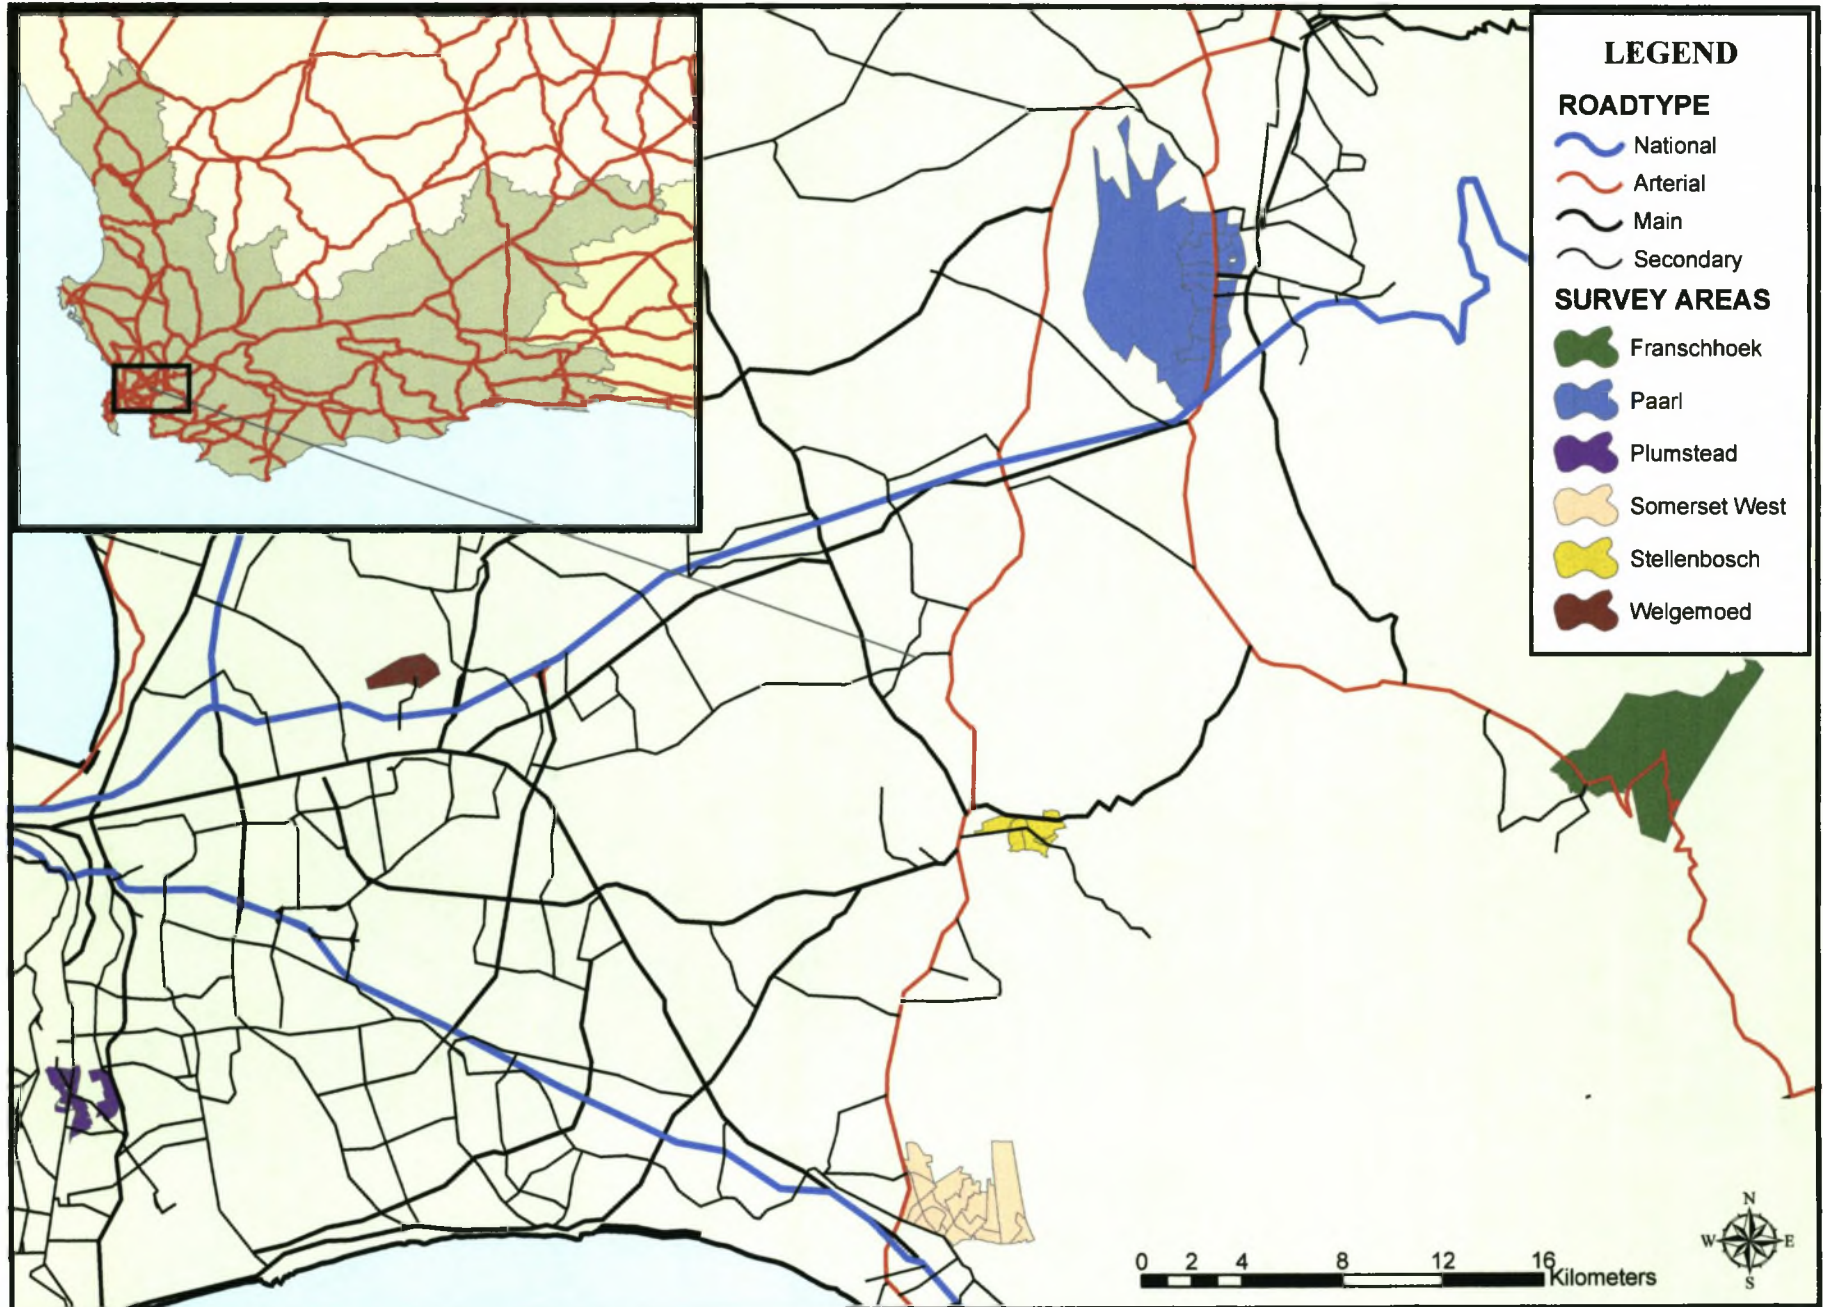 LEGEND
ROADTYPE
National
Arterial
Main
Secondary
SURVEY AREAS
Franschhoek
Paarl
Plumstead
Somerset West
Stellenbosch
Welgemoed
N
W E
S
0 2 4 8 12 16
Kilometers